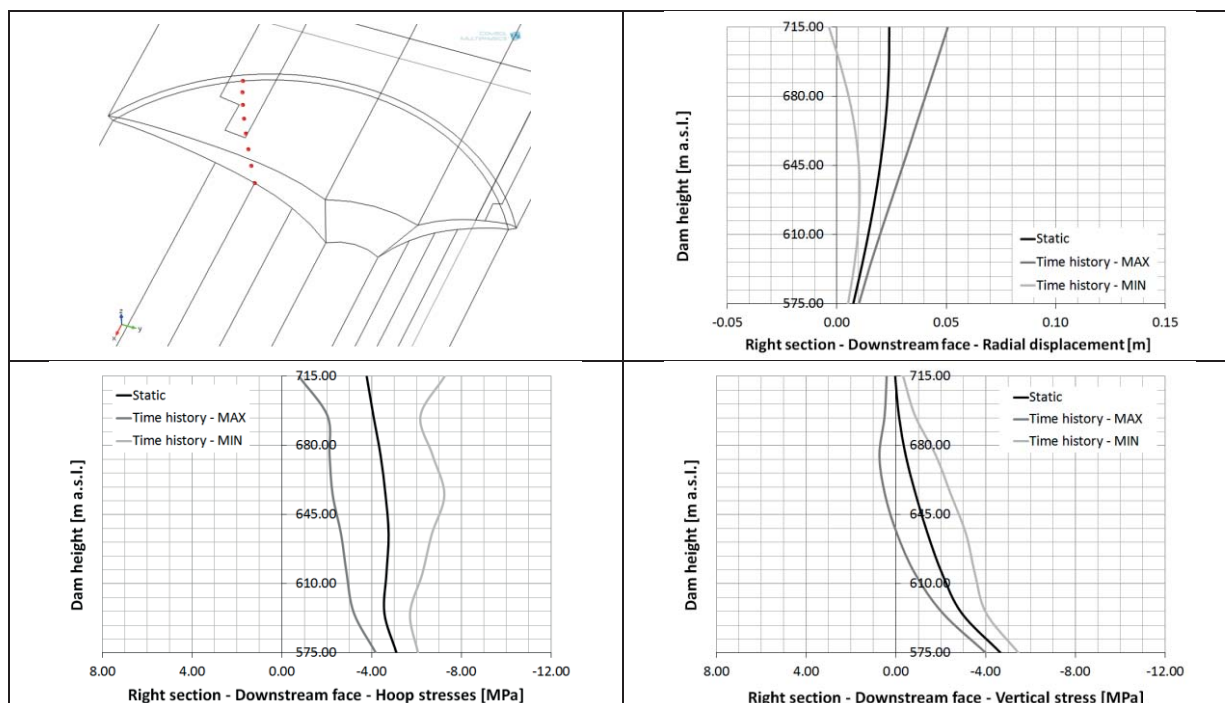 z
y
x
715.00
680.00
645.00
610.00
575.00
-0.05
0.00
0.05
0.10
0.15
Dam height [m a.s.l.]
Static
Time history - MAX
Time history - MIN
Right section - Downstream face - Radial displacement [m]
715.00
680.00
645.00
610.00
575.00
8.00
4.00
0.00
-4.00
-8.00
-12.00
Dam height [m a.s.l.]
Static
Time history - MAX
Time history - MIN
Right section - Downstream face - Hoop stresses [MPa]
715.00
680.00
645.00
610.00
575.00
8.00
4.00
0.00
-4.00
-8.00
-12.00
Dam height [m a.s.l.]
Static
Time history - MAX
Time history - MIN
Right section - Downstream face - Vertical stress [MPa]